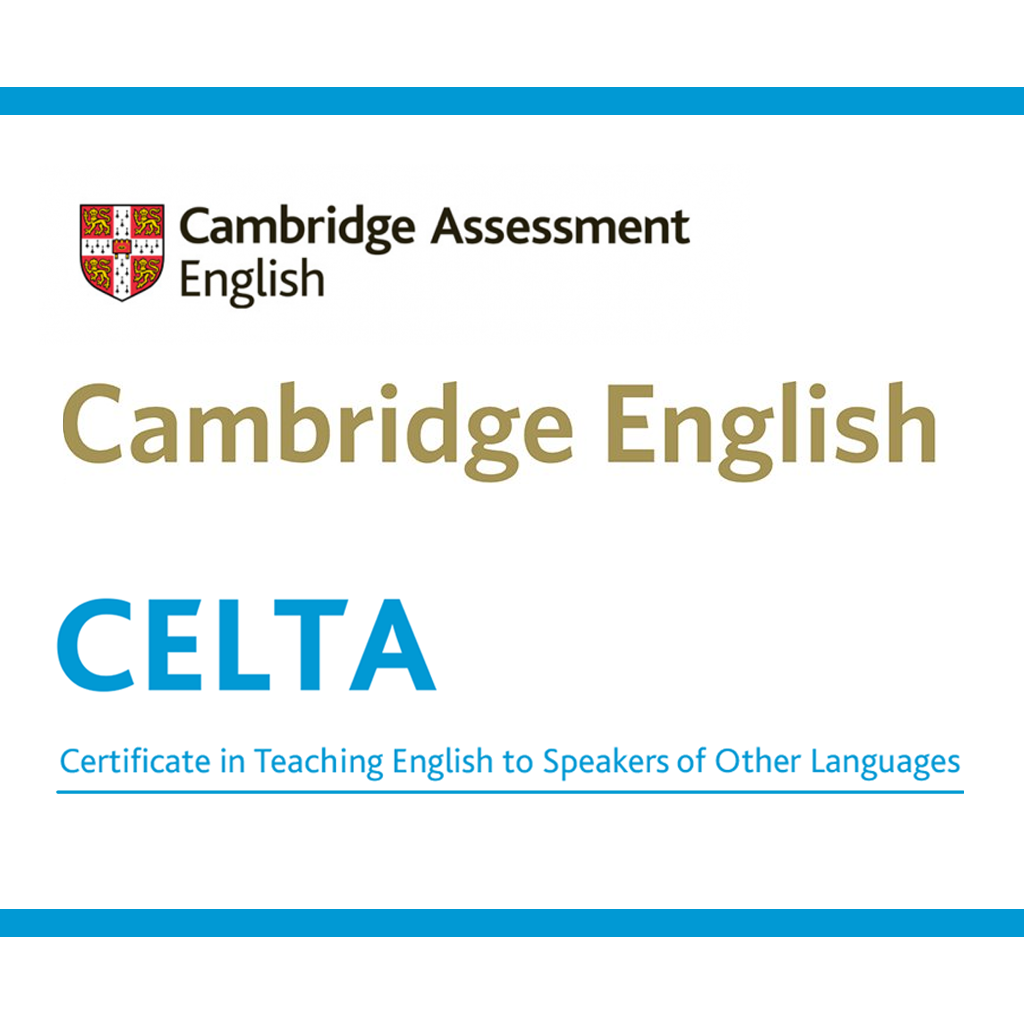 Cambridge Assessment
English
Cambridge English
CELTA
Certificate in Teaching English to Speakers of Other Languages